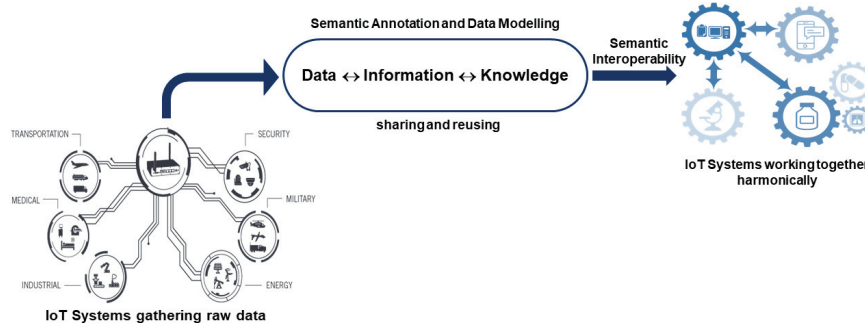 Semantic Annotation and Data Modelling
Data ↔ Information ↔ Knowledge
sharing and reusing
Semantic
Interoperability
IoT Systems working together
harmonically
TRANSPORTATION
SECURITY
MEDICAL
MILITARY
INDUSTRIAL
ENERGY
IoT Systems gathering raw data